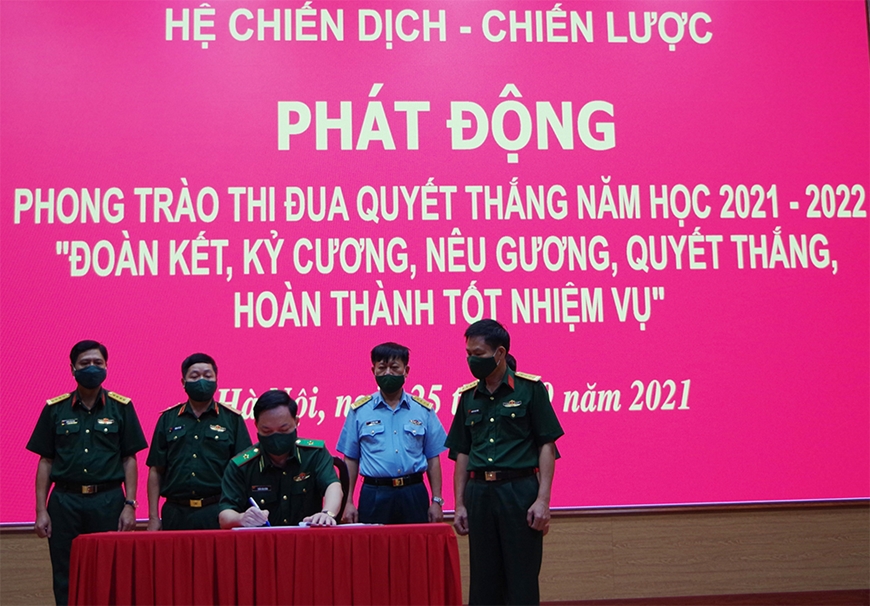 HỆ CHIẾN DỊCH - CHIẾN LƯỢC
PHÁT ĐỘNG
PHONG TRÀO THI ĐUA QUYẾT THẮNG NĂM HỌC 2021 - 2022
"ĐOÀN KẾT, KỶ CƯƠNG, NÊU GƯƠNG, QUYẾT THẮNG,
HOÀN THÀNH TỐT NHIỆM VỤ"
Hà Nội, 25 năm 2021